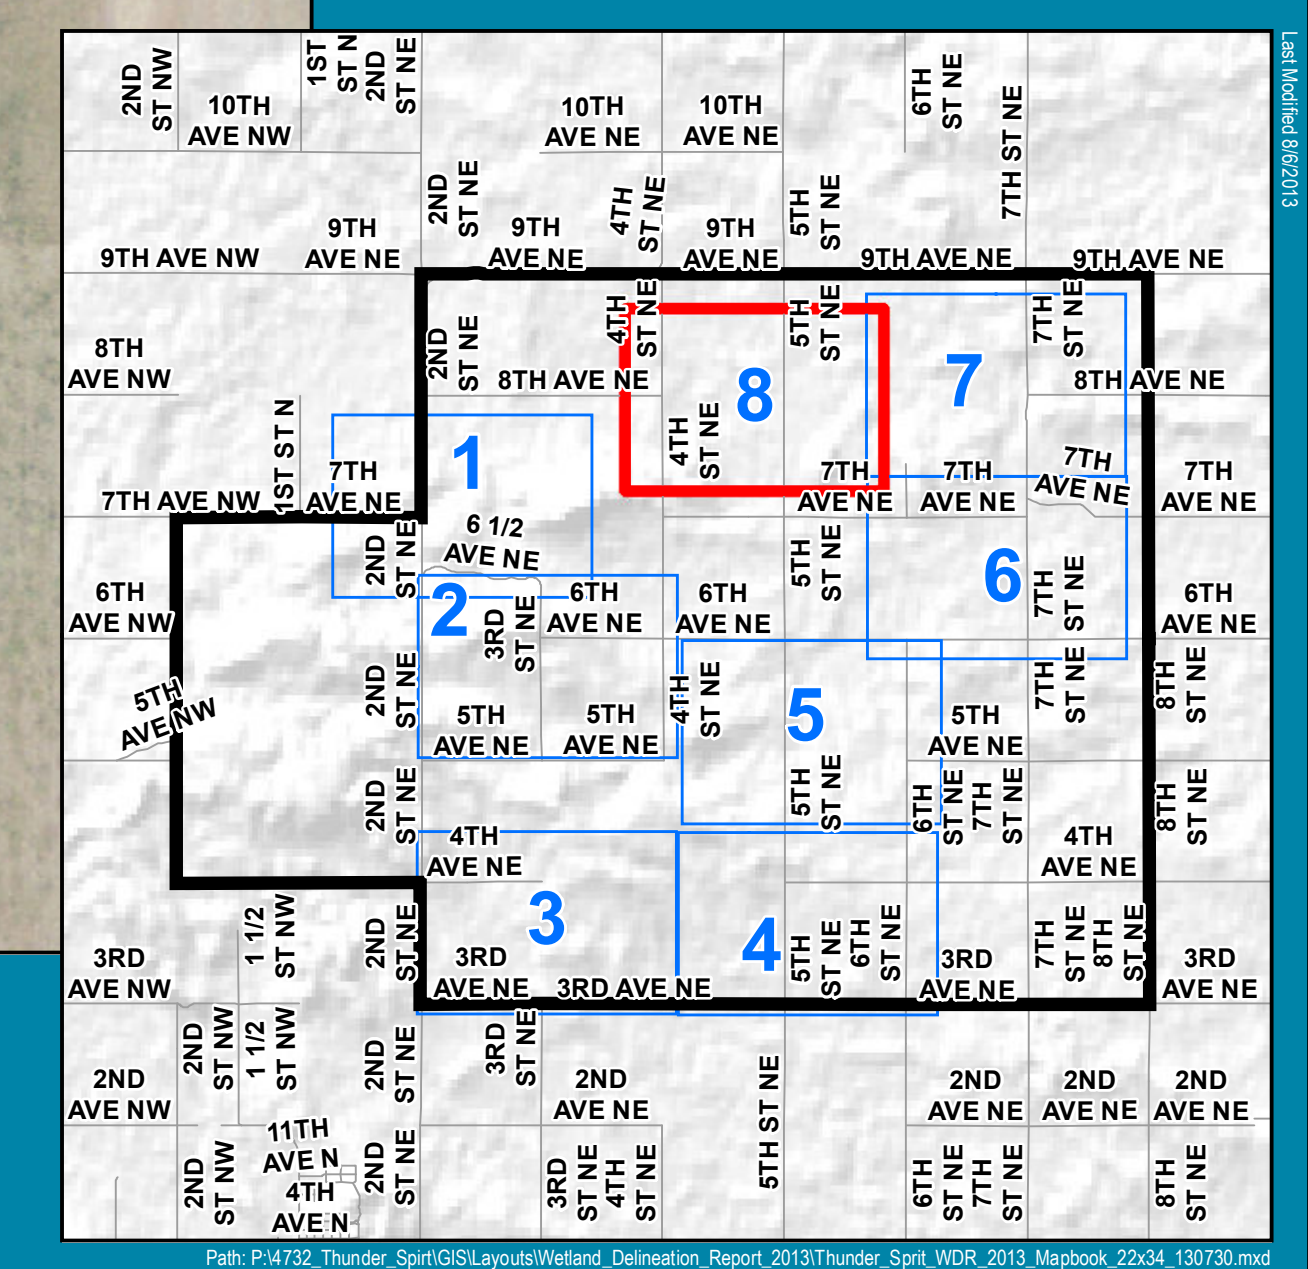 2ND
ST NW
1ST
ST N
2ND
ST NE
6TH
ST NE
7TH ST NE
10TH
AVE NW
10TH
AVE NE
10TH
AVE NE
2ND
ST NE
4TH
ST NE
5TH
ST NE
9TH AVE NW
9TH
AVE NE
9TH
AVE NE
9TH
AVE NE
9TH AVE NE
9TH AVE NE
8TH
AVE NW
2ND
ST NE
8TH AVE NE
4TH
ST NE
5TH
ST NE
7TH
ST NE
8TH AVE NE
8
7
1ST ST N
1
4TH
ST NE
7TH AVE NW
7TH
AVE NE
7TH
AVE NE
7TH
AVE NE
7TH
AVE NE
7TH
AVE NE
6 1/2
AVE NE
2ND
ST NE
5TH
ST NE
6
7TH
ST NE
6TH
AVE NW
2
3RD
ST NE
6TH
AVE NE
6TH
AVE NE
6TH
AVE NE
5TH
AVE NW
2ND
ST NE
4TH
ST NE
5
7TH
ST NE
8TH
ST NE
5TH
AVE NE
5TH
AVE NE
5TH
AVE NE
2ND
ST NE
5TH
ST NE
6TH
ST NE
7TH
ST NE
8TH
ST NE
4TH
AVE NE
4TH
AVE NE
1 1/2
ST NW
2ND
ST NE
3
4
5TH
ST NE
6TH
ST NE
7TH
ST NE
8TH
ST NE
3RD
AVE NW
3RD
AVE NE
3RD AVE NE
3RD
AVE NE
3RD
AVE NE
2ND
ST NW
1 1/2
ST NW
2ND
ST NE
3RD
ST NE
5TH ST NE
2ND
AVE NW
2ND
AVE NE
2ND
AVE NE
2ND
AVE NE
2ND
AVE NE
2ND
ST NW
11TH
AVE N
4TH
AVE N
2ND
ST NE
3RD
ST NE
4TH
ST NE
6TH
ST NE
7TH
ST NE
8TH
ST NE
Last Modified 8/6/2013
Path: P:\4732_Thunder_Spirt\GIS\Layouts\Wetland_Delineation_Report_2013\Thunder_Sprit_WDR_2013_Mapbook_22x34_130730.mxd